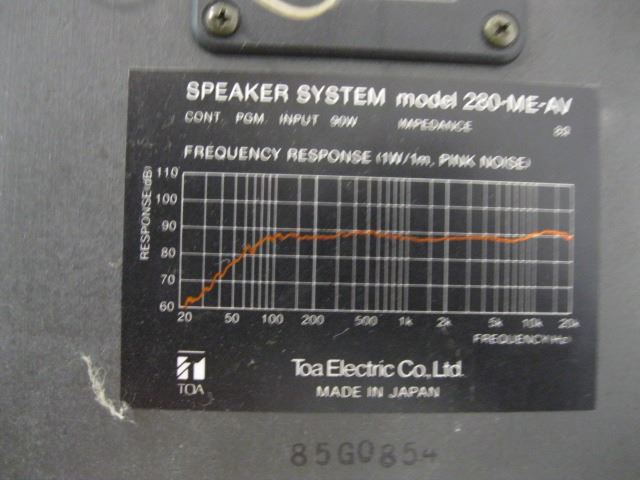 SPEAKER SYSTEM model 280-ME-AV
CONT. PGM. INPUT 90W IMPEDANCE 8Ω
FREQUENCY RESPONSE (1W/1m, PINK NOISE)
RESPONSE (dB)
110
100
90
80
70
60
20 50 100 200 500 1k 2k 5k 10k 20k
FREQUENCY (Hz)
TOA
Toa Electric Co., Ltd.
MADE IN JAPAN
85G0854